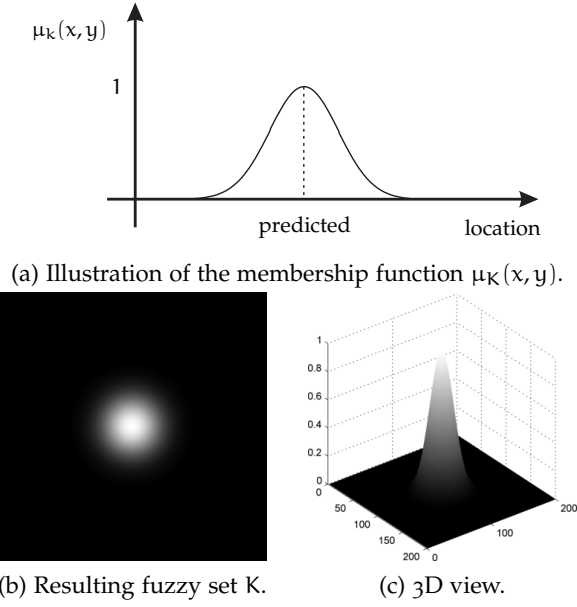 μk(x, y)
1
predicted
location
(a) Illustration of the membership function μK(x, y).
1
0.8
0.6
0.4
0.2
0
0
50
100
150
200
0
100
200
(b) Resulting fuzzy set K.
(c) 3D view.